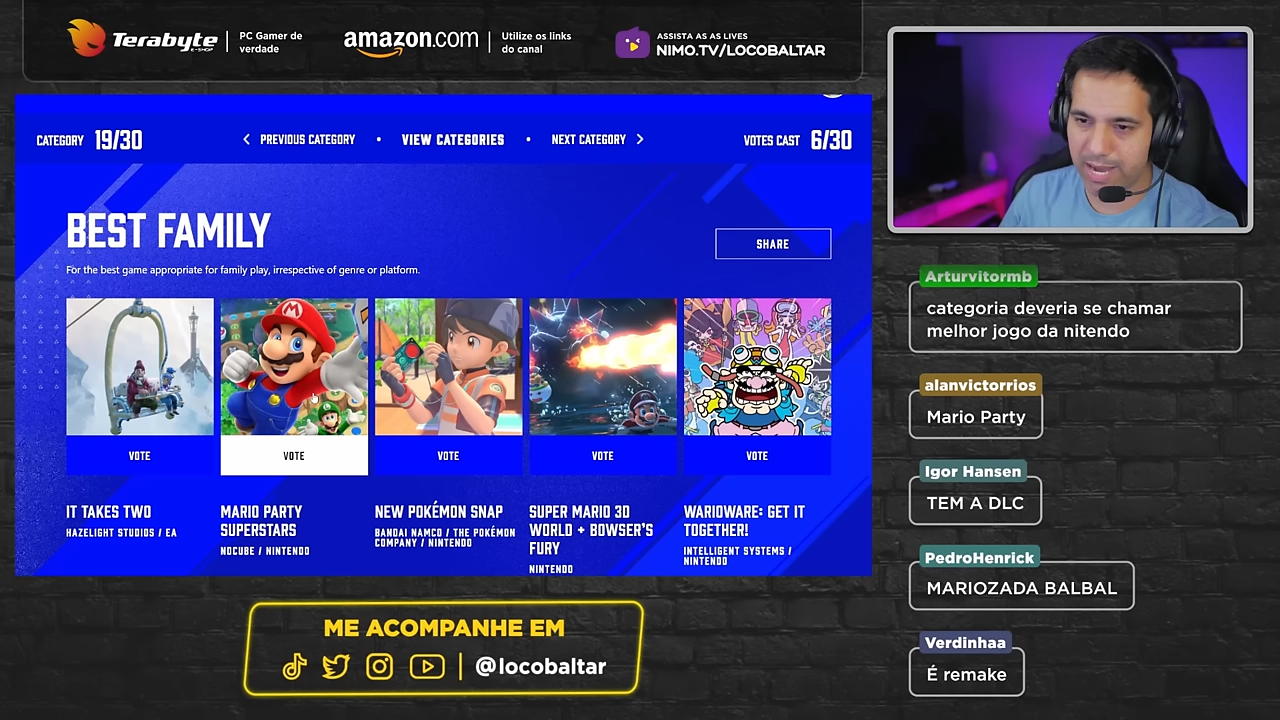 Terabyte
E-SHOP
PC Gamer de
verdade
amazon.com
Utilize os links
do canal
ASSISTA AS AS LIVES
NIMO.TV/LOCOBALTAR
CATEGORY 19/30
PREVIOUS CATEGORY • VIEW CATEGORIES • NEXT CATEGORY
VOTES CAST 6/30
BEST FAMILY
SHARE
For the best game appropriate for family play, irrespective of genre or platform.
VOTE
VOTE
VOTE
VOTE
VOTE
IT TAKES TWO
HAZELIGHT STUDIOS / EA
MARIO PARTY
SUPERSTARS
NDCUBE / NINTENDO
NEW POKÉMON SNAP
BANDAI NAMCO / THE POKÉMON
COMPANY / NINTENDO
SUPER MARIO 3D
WORLD + BOWSER'S
FURY
NINTENDO
WARIOWARE: GET IT
TOGETHER!
INTELLIGENT SYSTEMS /
NINTENDO
Arturvitormb
categoria deveria se chamar
melhor jogo da nitendo
alanvictorrios
Mario Party
Igor Hansen
TEM A DLC
PedroHenrick
MARIOZADA BALBAL
Verdinhaa
É remake
ME ACOMPANHE EM
@locobaltar